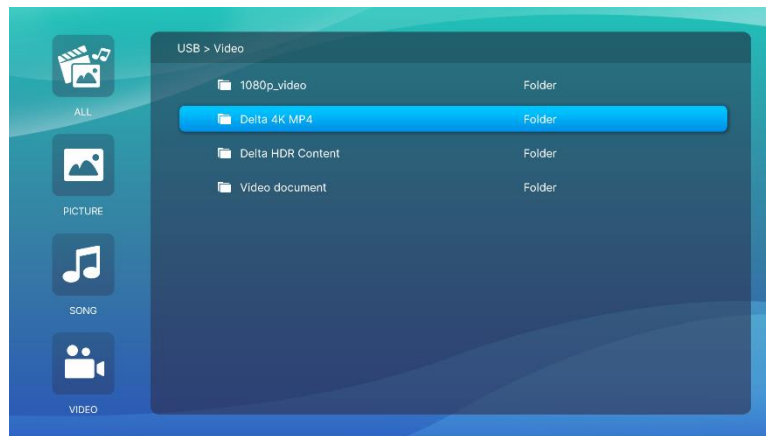 USB > Video
ALL
PICTURE
SONG
VIDEO
1080p_video Folder
Delta 4K MP4 Folder
Delta HDR Content Folder
Video document Folder